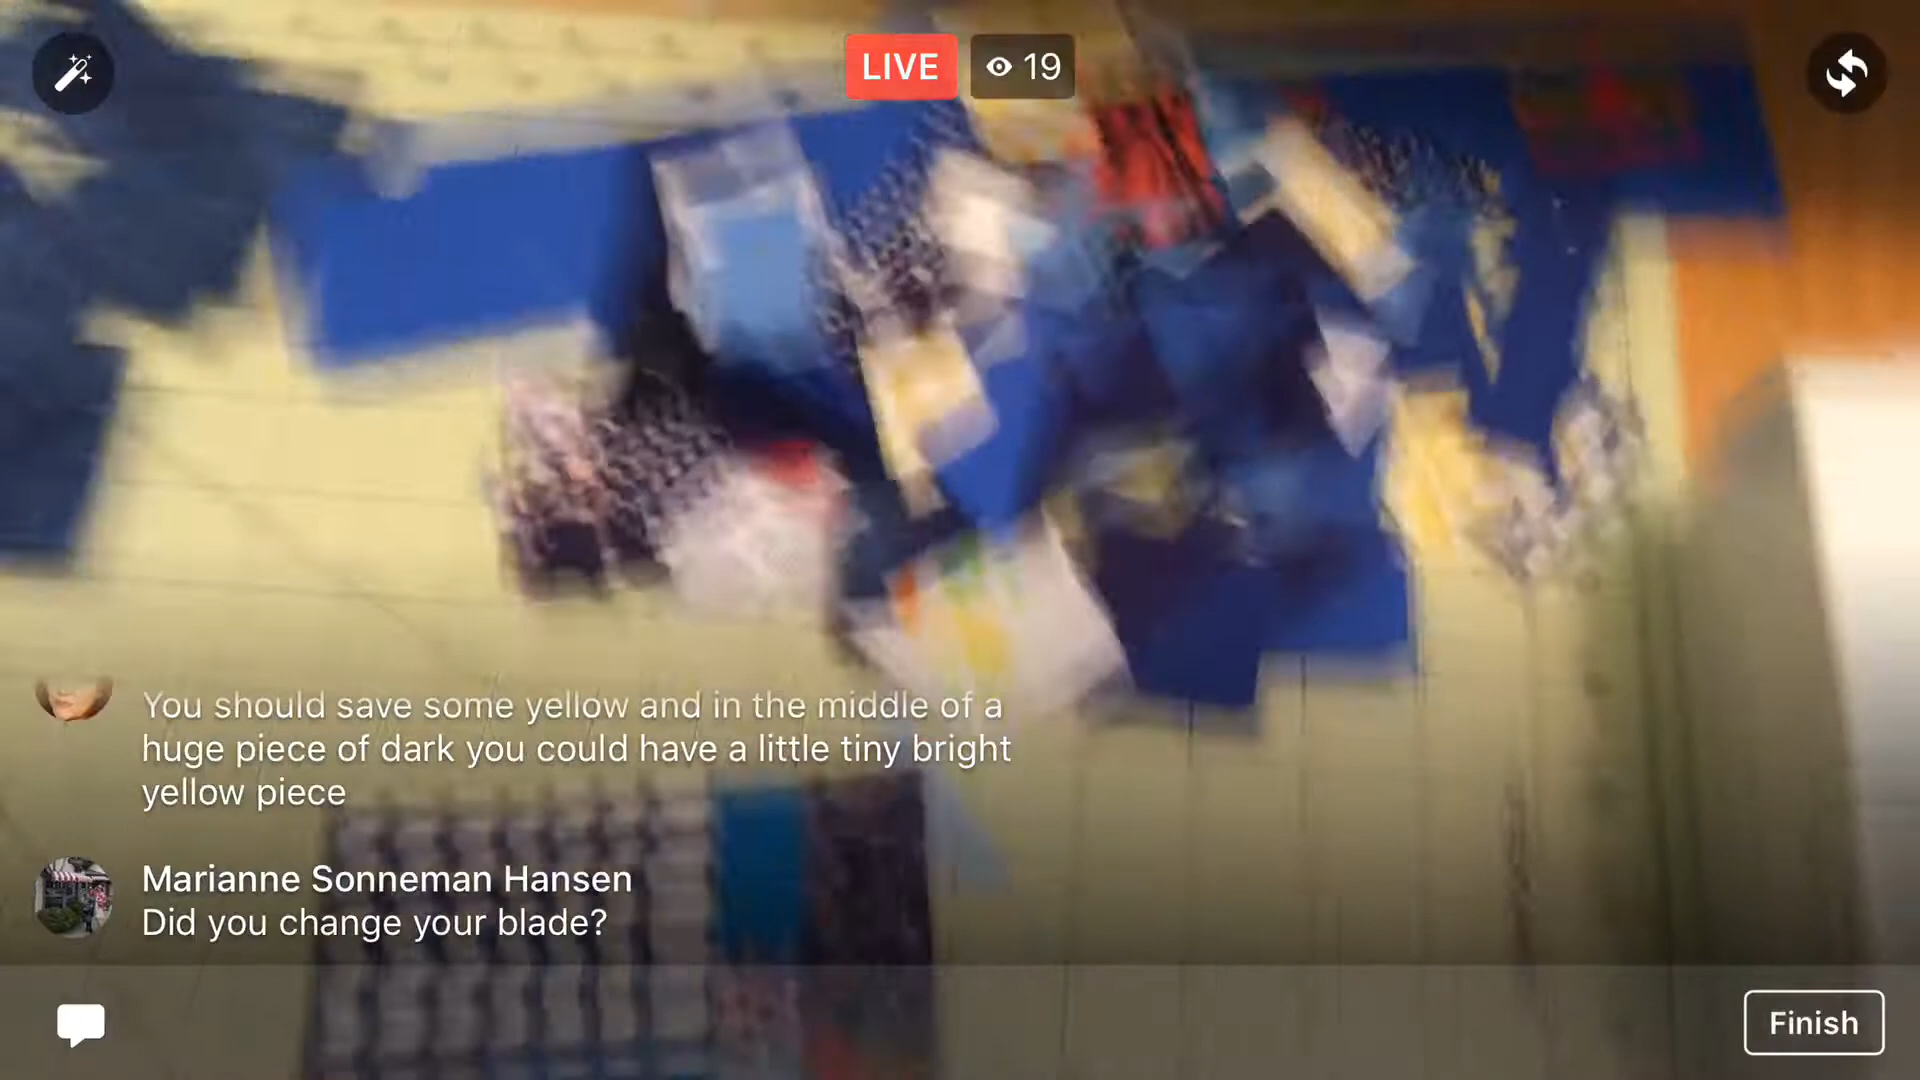 LIVE 19
You should save some yellow and in the middle of a
huge piece of dark you could have a little tiny bright
yellow piece
Marianne Sonneman Hansen
Did you change your blade?
Finish